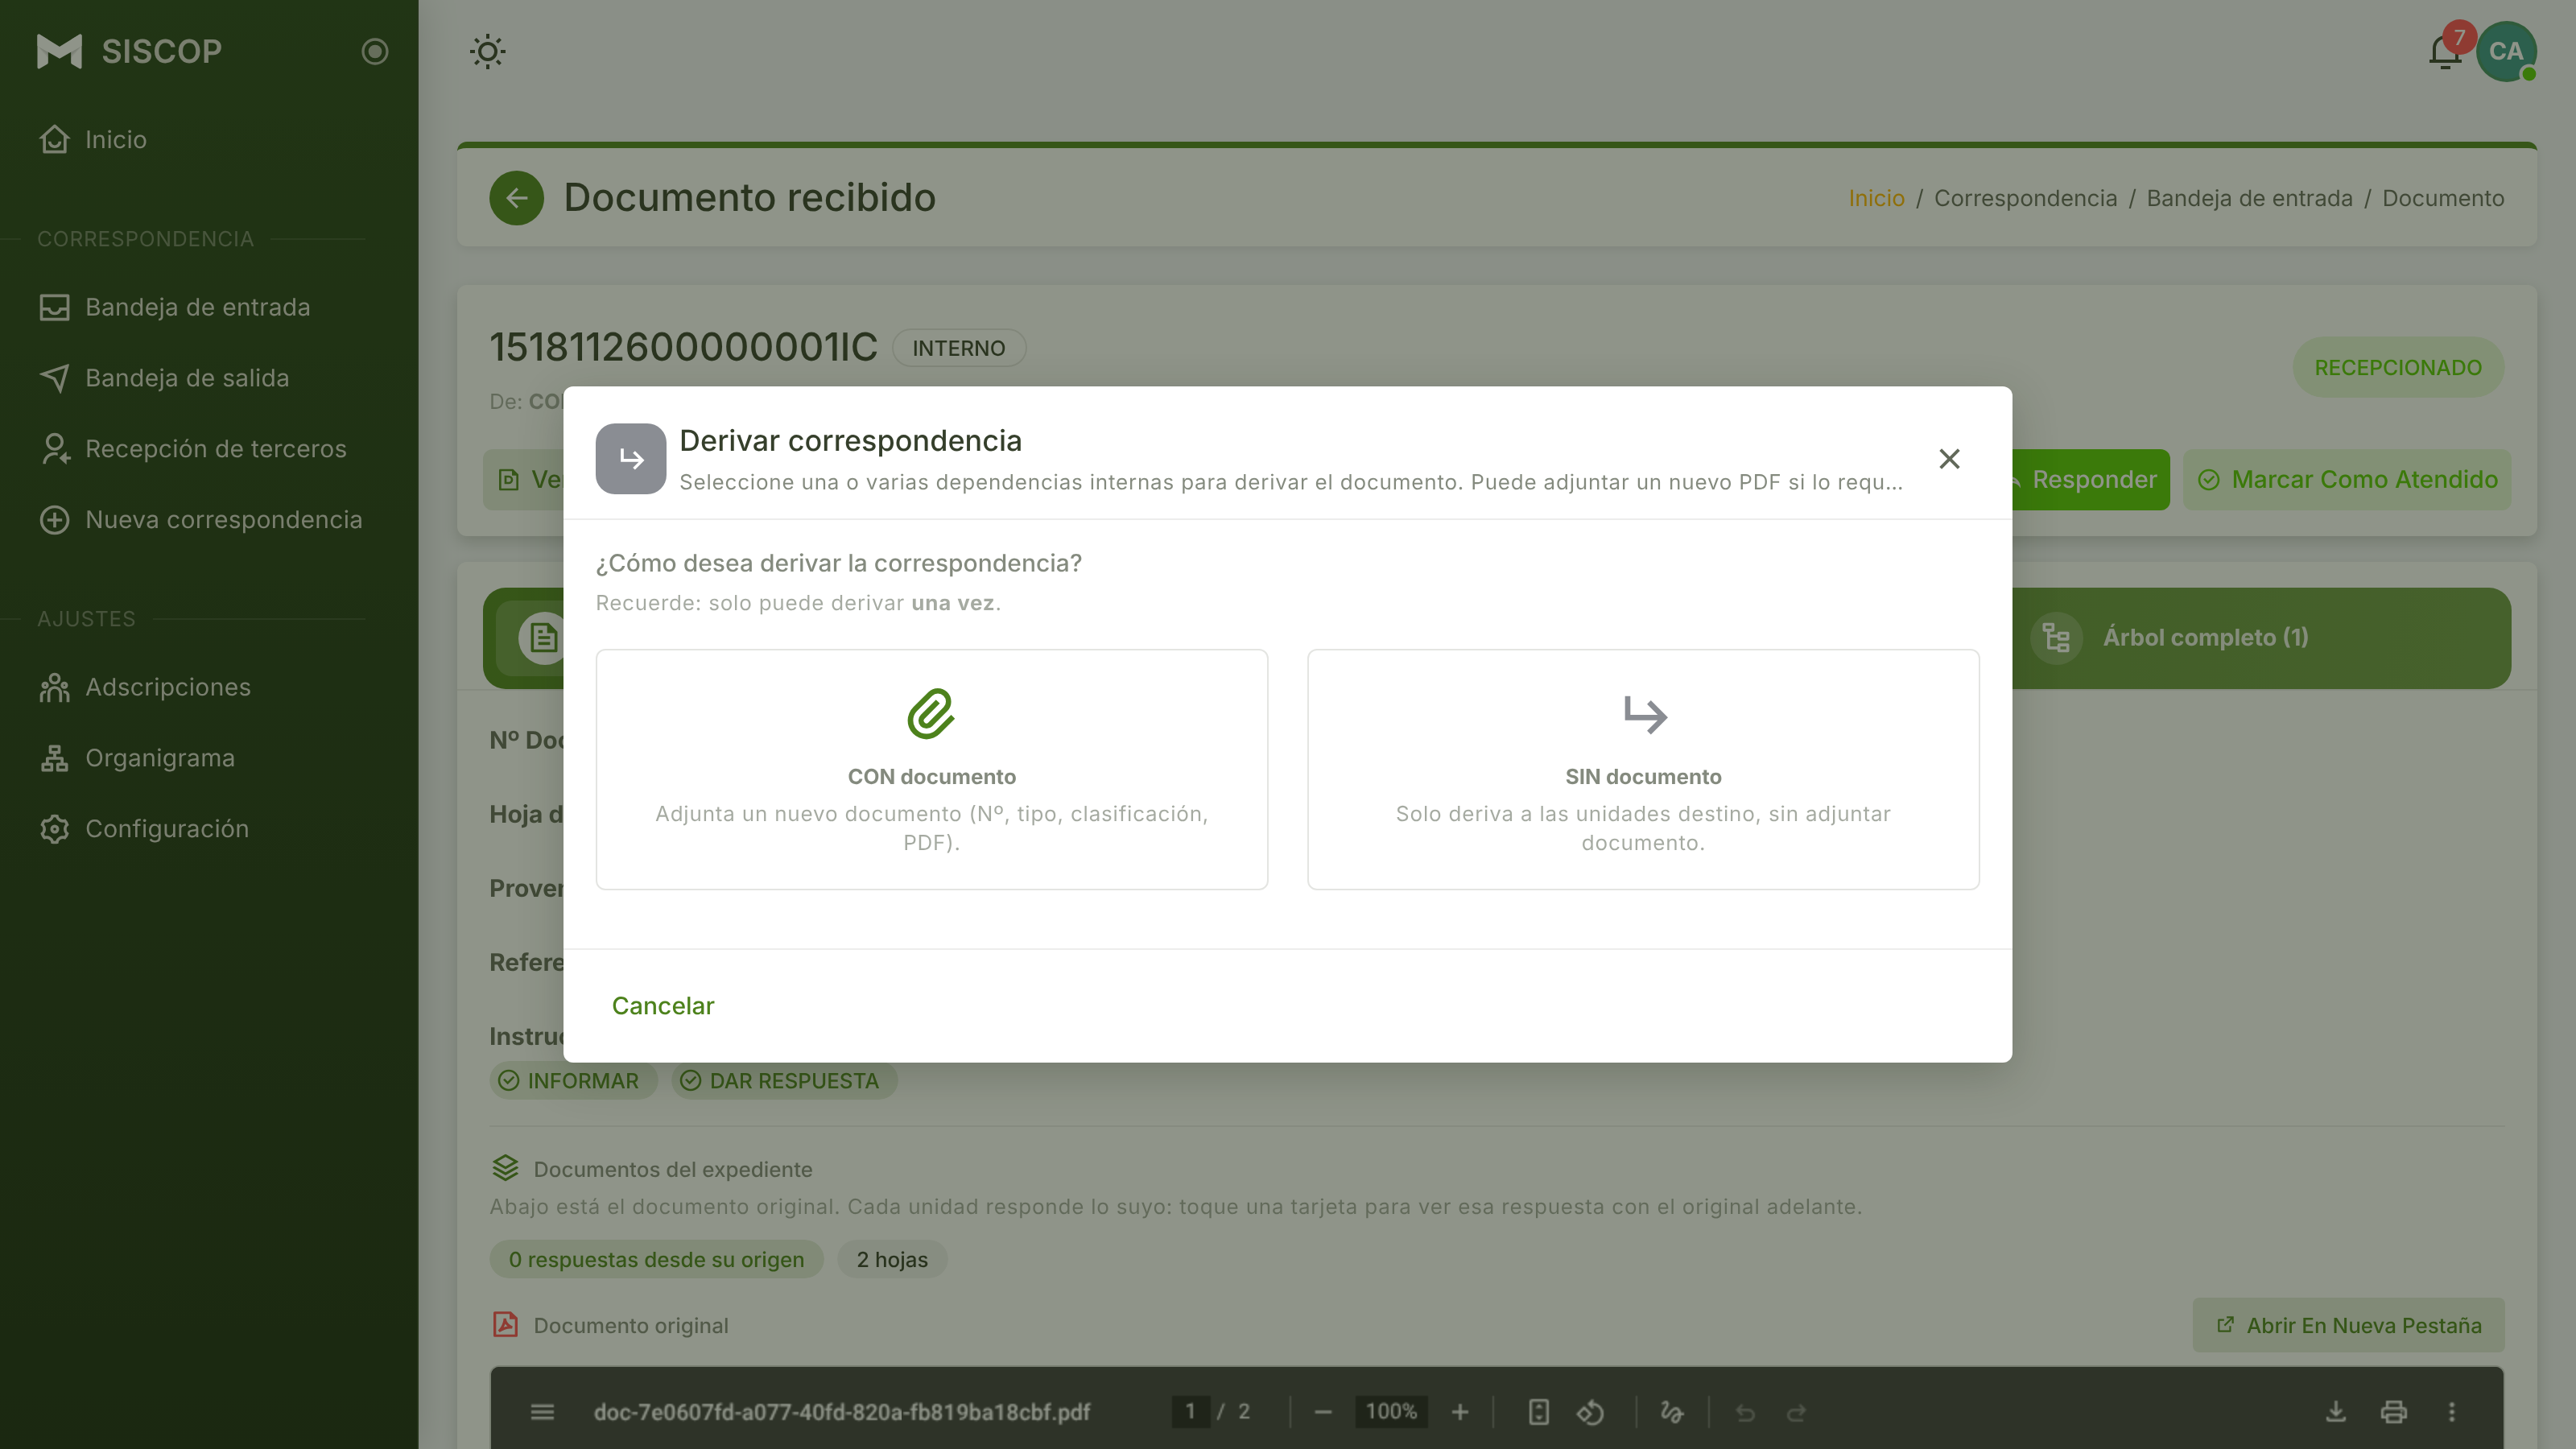 SISCOP
7
CA
Inicio
CORRESPONDENCIA
Bandeja de entrada
Bandeja de salida
Recepción de terceros
Nueva correspondencia
AJUSTES
Adscripciones
Organigrama
Configuración
Documento recibido
Inicio / Correspondencia / Bandeja de entrada / Documento
1518112600000001IC INTERNO
RECEPCIONADO
De:
Responder
Marcar Como Atendido
Árbol completo (1)
Derivar correspondencia
Seleccione una o varias dependencias internas para derivar el documento. Puede adjuntar un nuevo PDF si lo requ...
¿Cómo desea derivar la correspondencia?
Recuerde: solo puede derivar una vez.
CON documento
Adjunta un nuevo documento (Nº, tipo, clasificación,
PDF).
SIN documento
Solo deriva a las unidades destino, sin adjuntar
documento.
Cancelar
Nº
Hoja
INFORMAR
DAR RESPUESTA
Documentos del expediente
Abajo está el documento original. Cada unidad responde lo suyo: toque una tarjeta para ver esa respuesta con el original adelante.
0 respuestas desde su origen
2 hojas
Documento original
Abrir En Nueva Pestaña
doc-7e0607fd-a077-40fd-820a-fb819ba18cbf.pdf
1 / 2
100%